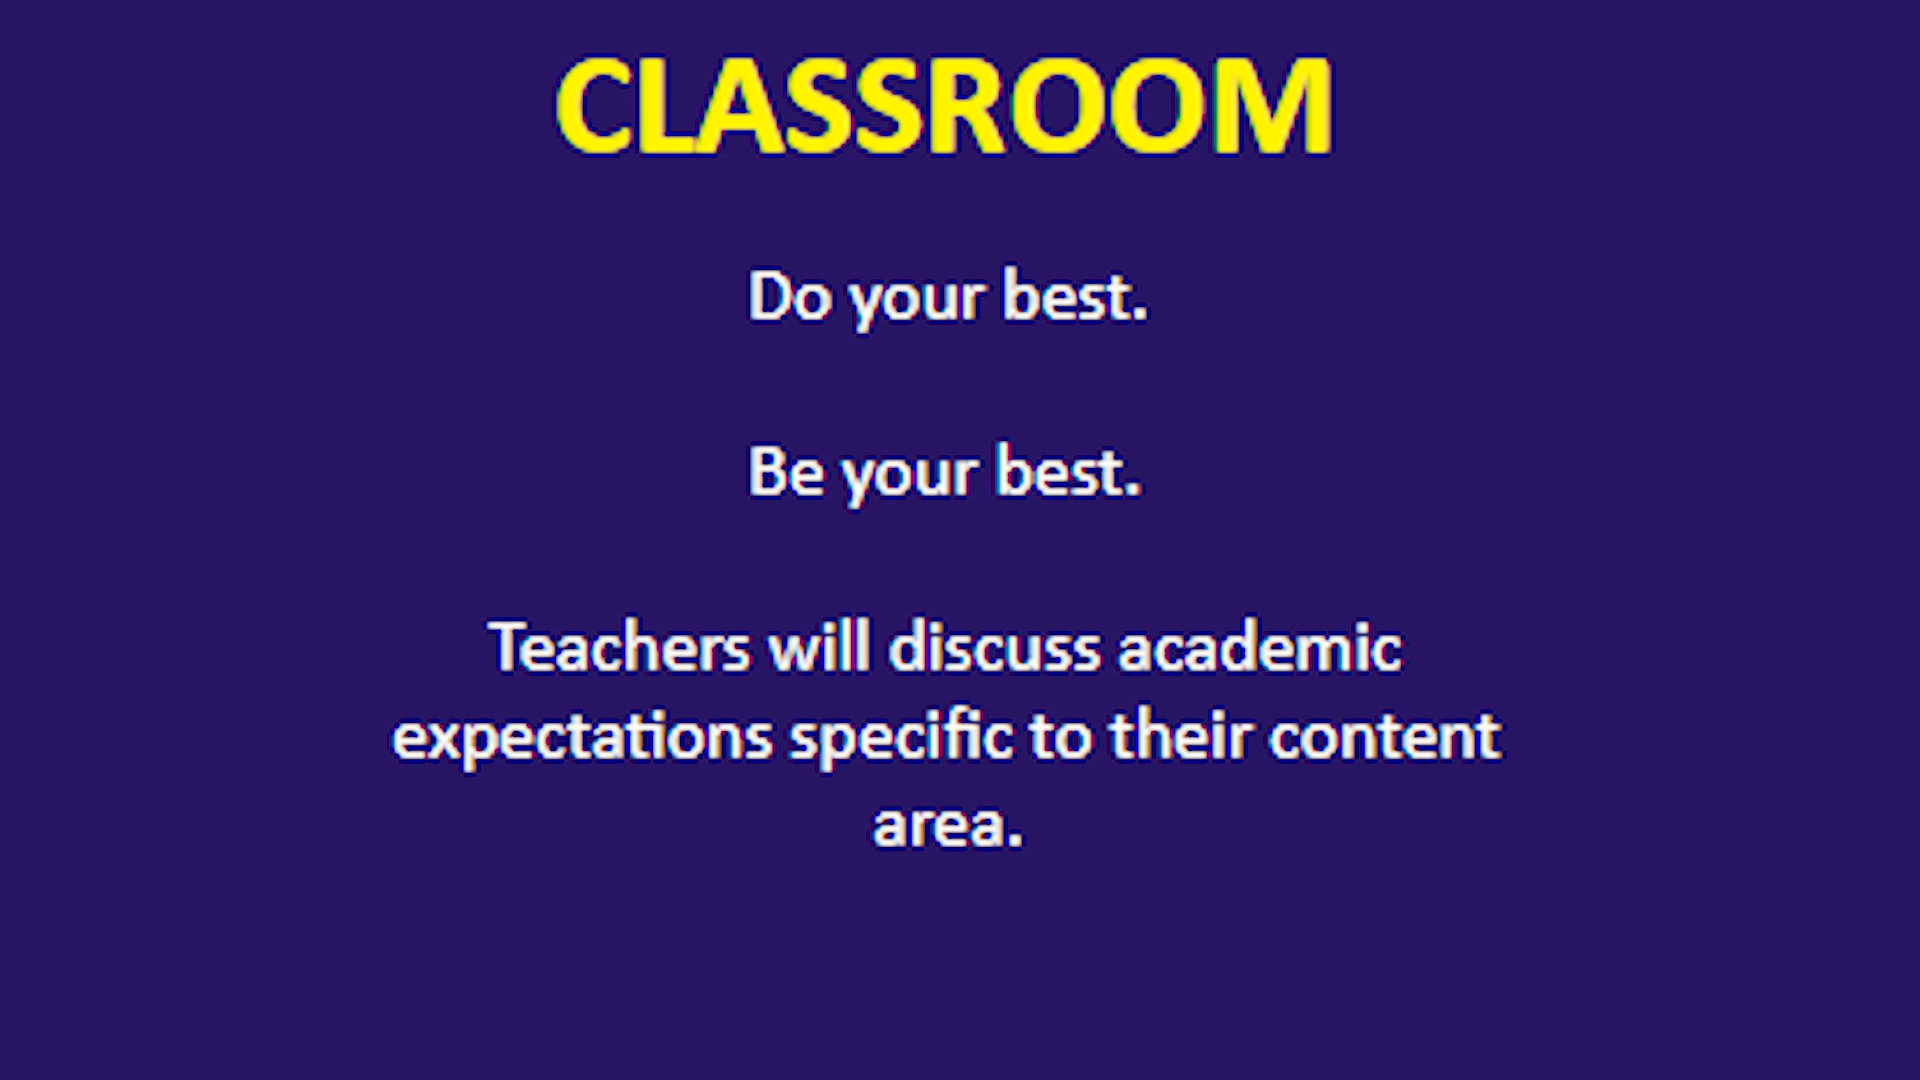 CLASSROOM
Do your best.
Be your best.
Teachers will discuss academic
expectations specific to their content
area.